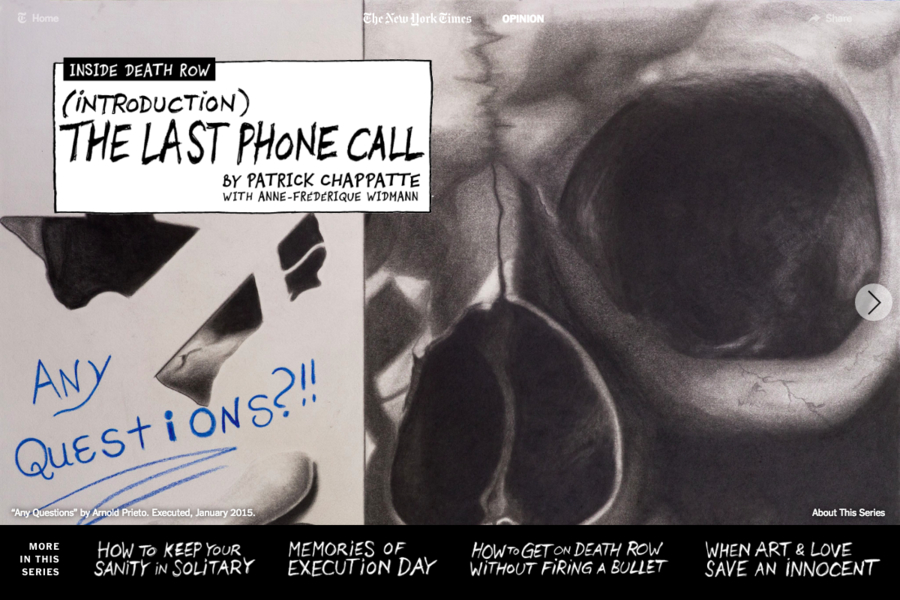 Home
The New York Times
OPINION
Share
INSIDE DEATH ROW
(INTRODUCTION)
THE LAST PHONE CALL
BY PATRICK CHAPPATTE
WITH ANNE-FRÉDÉRIQUE WIDMANN
ANY
QUESTIONS?!!
"Any Questions" by Arnold Prieto. Executed, January 2015.
About This Series
MORE
IN THIS
SERIES
HOW TO KEEP YOUR
SANITY IN SOLITARY
MEMORIES OF
EXECUTION DAY
HOW TO GET ON DEATH ROW
WITHOUT FIRING A BULLET
WHEN ART & LOVE
SAVE AN INNOCENT